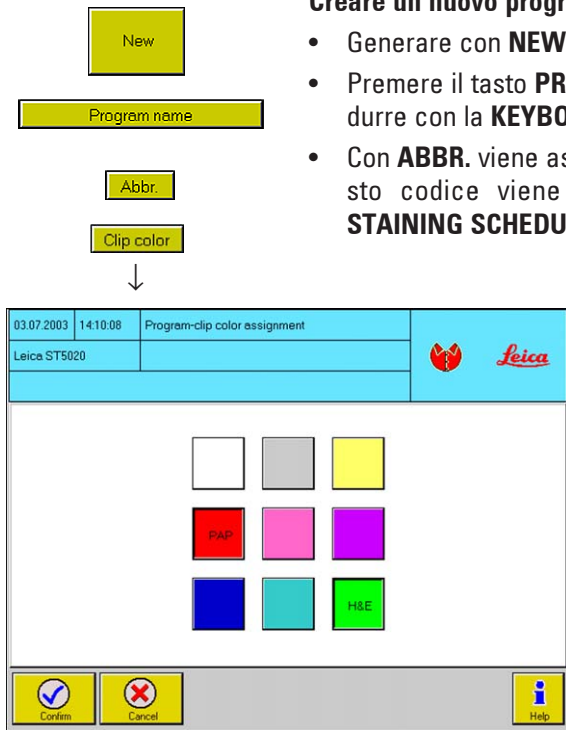 Creare un nuovo progr
New
• Generare con NEW
Program name
• Premere il tasto PR
durre con la KEYBO
Abbr.
• Con ABBR. viene as
sto codice viene
STAINING SCHEDU
Clip color
↓
03.07.2003 14:10:08 Program-clip color assignment
Leica ST5020
Leica
PAP
H&E
Confirm Cancel Help